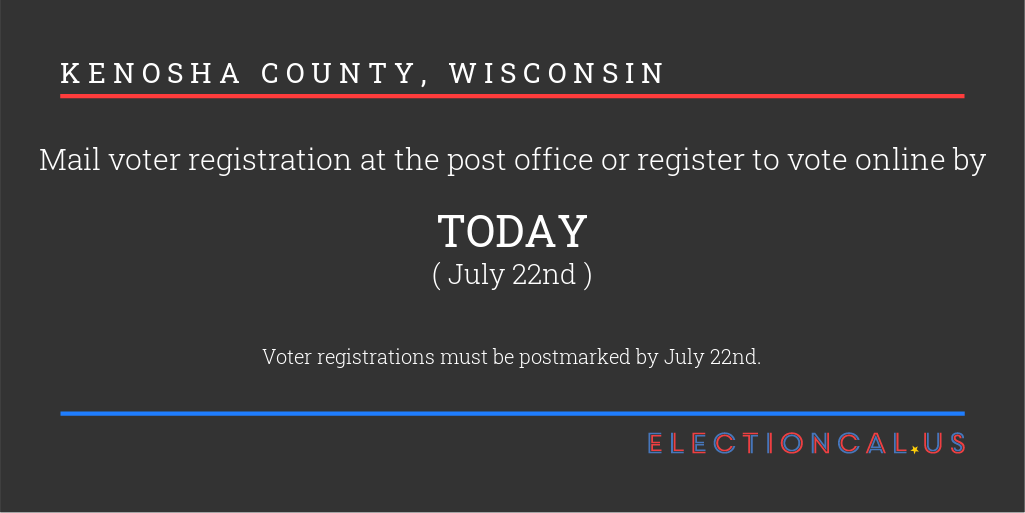 KENOSHA COUNTY, WISCONSIN
Mail voter registration at the post office or register to vote online by
TODAY
( July 22nd )
Voter registrations must be postmarked by July 22nd.
ELECTIONCAL.US